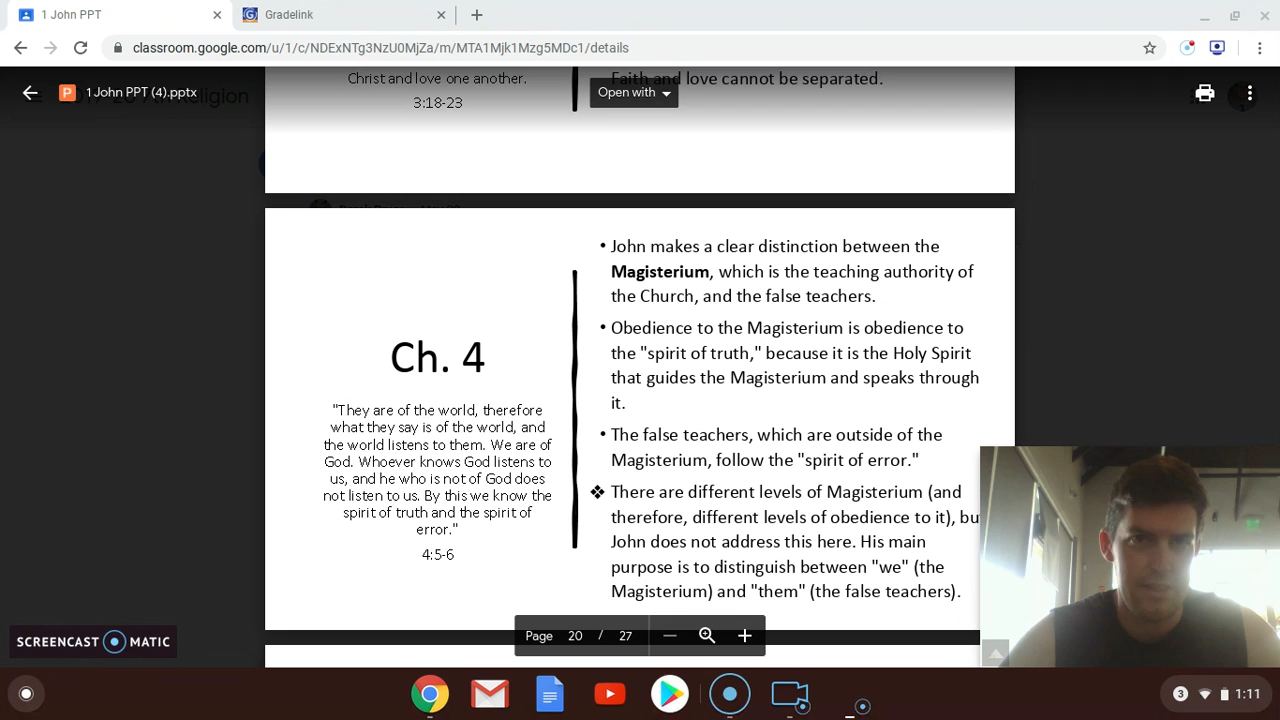 1 John PPT
Gradelink
classroom.google.com/u/1/c/NDExNTg3NzU0MjZa/m/MTA1Mjk1Mzg5MDc1/details
1 John PPT (4).pptx
Religion
Open with
Christ and love one another.
3:18-23
Faith and love cannot be separated.
Ch. 4
"They are of the world, therefore
what they say is of the world, and
the world listens to them. We are of
God. Whoever knows God listens to
us, and he who is not of God does
not listen to us. By this we know the
spirit of truth and the spirit of
error."
4:5-6
• John makes a clear distinction between the
Magisterium, which is the teaching authority of
the Church, and the false teachers.
• Obedience to the Magisterium is obedience to
the "spirit of truth," because it is the Holy Spirit
that guides the Magisterium and speaks through
it.
• The false teachers, which are outside of the
Magisterium, follow the "spirit of error."
❖ There are different levels of Magisterium (and
therefore, different levels of obedience to it), bu
John does not address this here. His main
purpose is to distinguish between "we" (the
Magisterium) and "them" (the false teachers).
Page 20 / 27
SCREENCAST MATIC
3 1:11